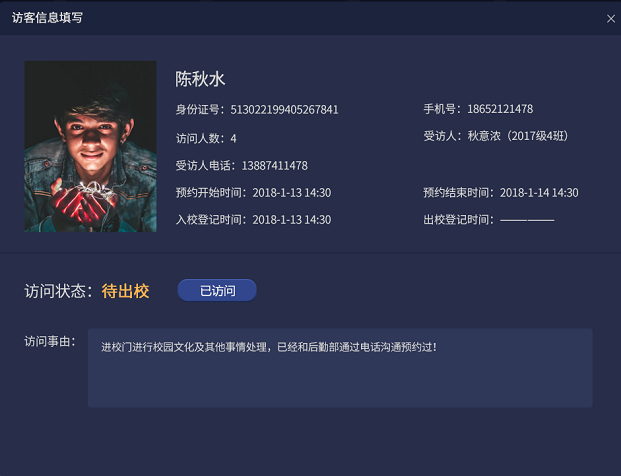 访客信息填写
陈秋水
身份证号：513022199405267841
手机号：18652121478
访问人数：4
受访人：秋意浓（2017级4班）
受访人电话：13887411478
预约开始时间：2018-1-13 14:30
预约结束时间：2018-1-14 14:30
入校登记时间：2018-1-13 14:30
出校登记时间：—————
访问状态：待出校
已访问
访问事由：
进校门进行校园文化及其他事情处理，已经和后勤部通过电话沟通预约过！